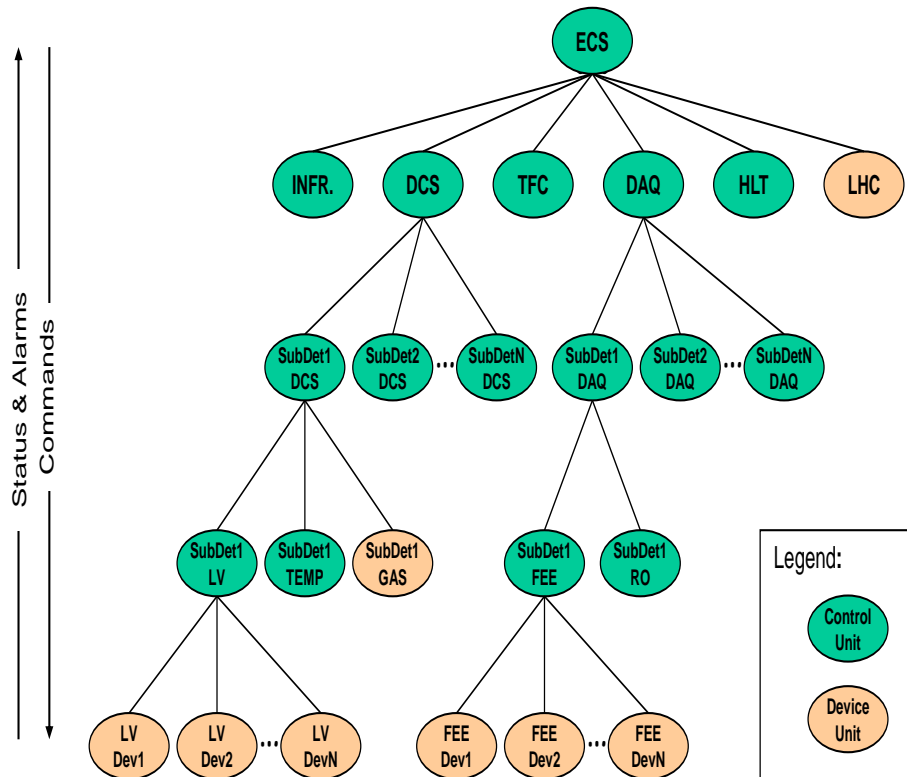 ECS
INFR.
DCS
TFC
DAQ
HLT
LHC
Status & Alarms
Commands
SubDet1
DCS
SubDet2
DCS
...
SubDetN
DCS
SubDet1
DAQ
SubDet2
DAQ
...
SubDetN
DAQ
SubDet1
LV
SubDet1
TEMP
SubDet1
GAS
SubDet1
FEE
SubDet1
RO
Legend:
Control
Unit
Device
Unit
LV
Dev1
LV
Dev2
...
LV
DevN
FEE
Dev1
FEE
Dev2
...
FEE
DevN